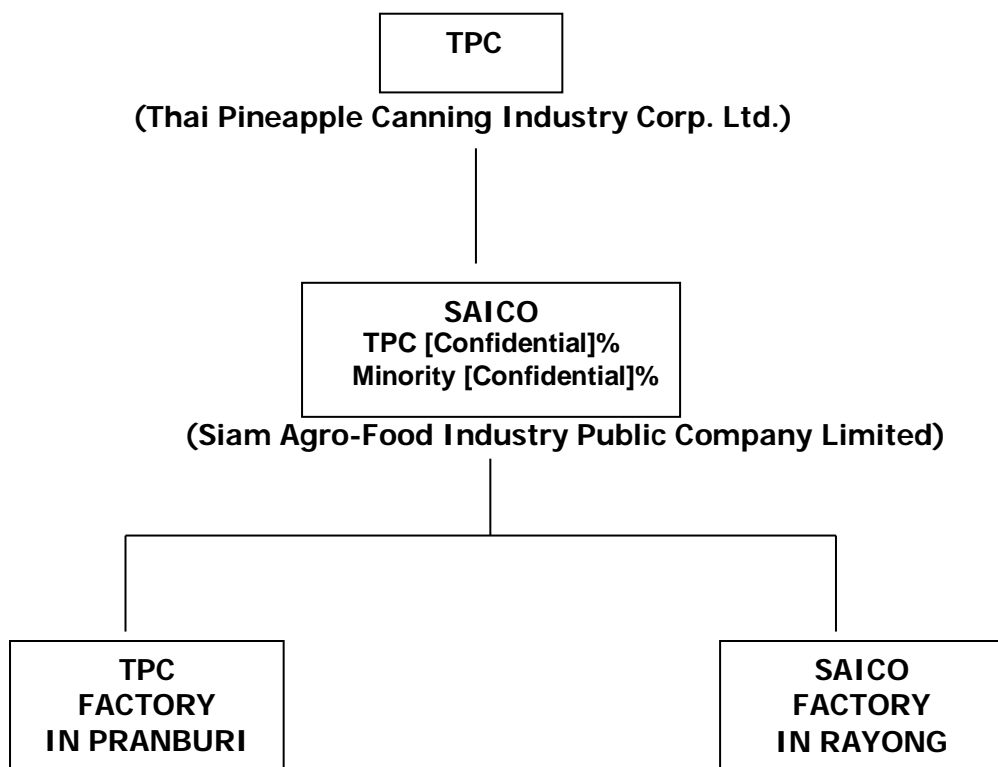 TPC
(Thai Pineapple Canning Industry Corp. Ltd.)
SAICO
TPC [Confidential]%
Minority [Confidential]%
(Siam Agro-Food Industry Public Company Limited)
TPC
FACTORY
IN PRANBURI
SAICO
FACTORY
IN RAYONG